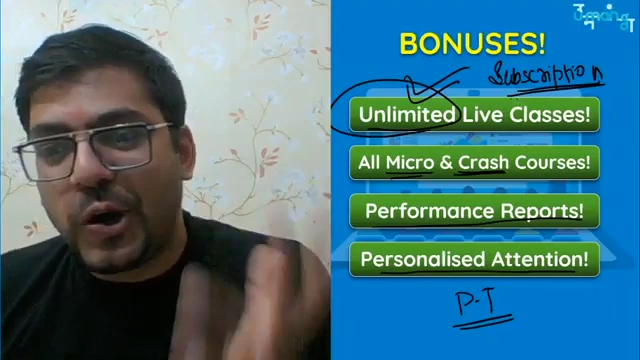 BONUSES!
Subscription
Unlimited Live Classes!
All Micro & Crash Courses!
Performance Reports!
Personalised Attention!
P-T